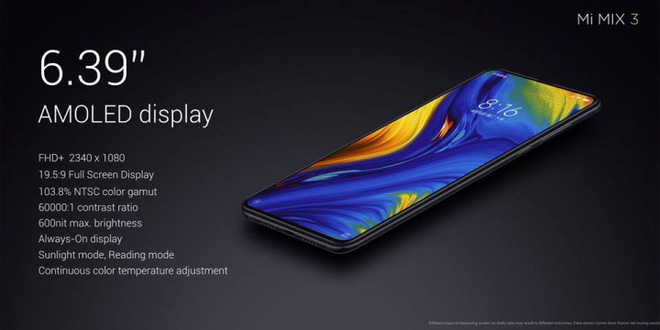 Mi MIX 3
6.39"
AMOLED display
FHD+ 2340 x 1080
19.5:9 Full Screen Display
103.8% NTSC color gamut
60000:1 contrast ratio
600nit max. brightness
Always-On display
Sunlight mode, Reading mode
Continuous color temperature adjustment
8:16